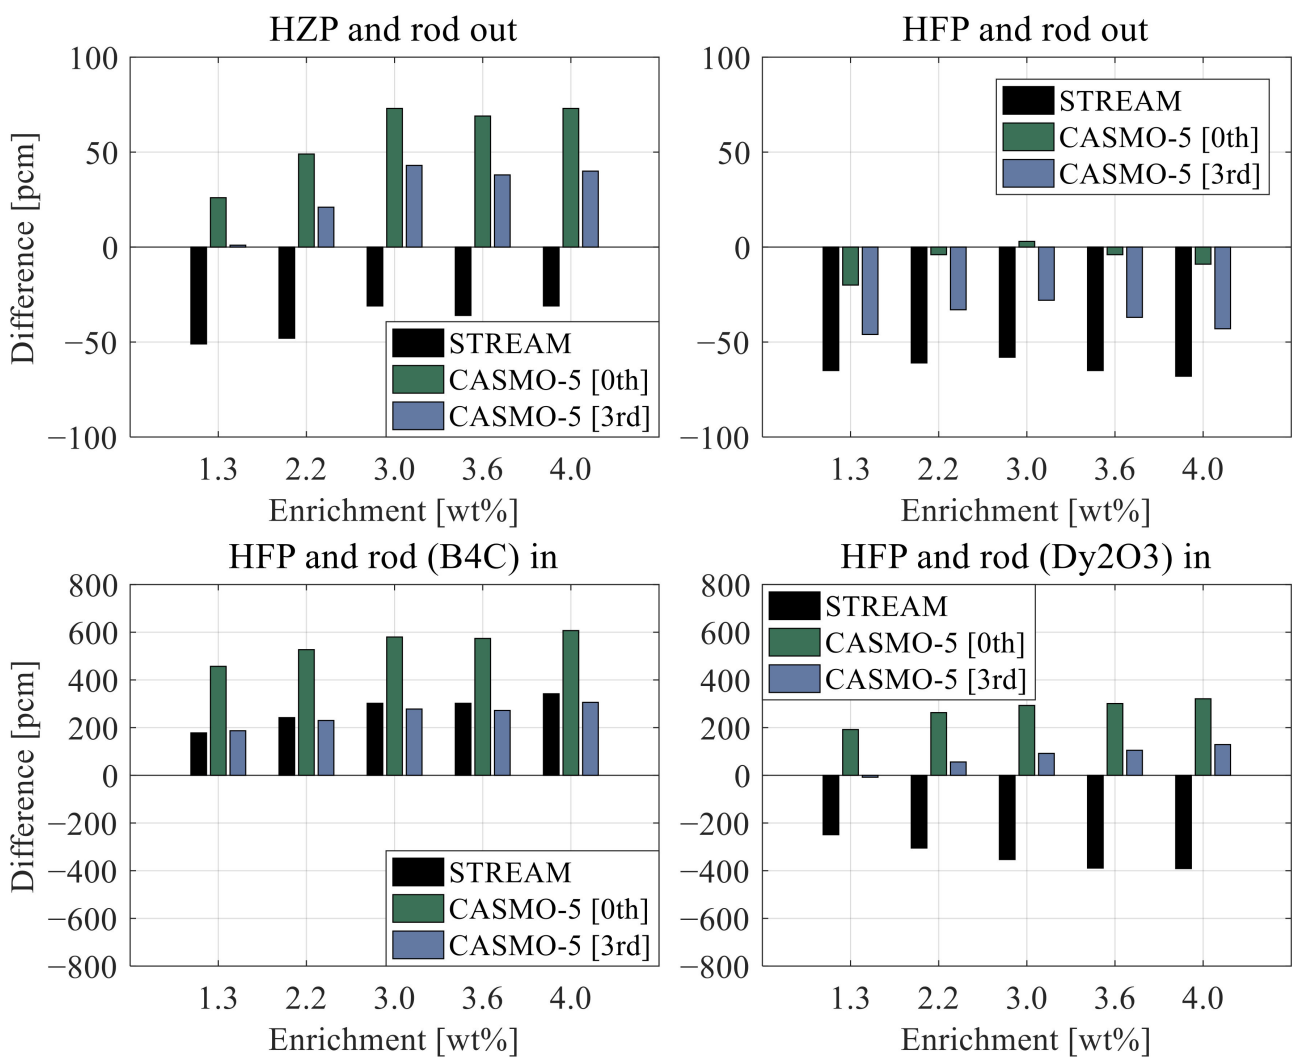 HZP and rod out
100
50
0
−50
−100
Difference [pcm]
STREAM
CASMO-5 [0th]
CASMO-5 [3rd]
1.3 2.2 3.0 3.6 4.0
Enrichment [wt%]
HFP and rod out
100
50
0
−50
−100
STREAM
CASMO-5 [0th]
CASMO-5 [3rd]
1.3 2.2 3.0 3.6 4.0
Enrichment [wt%]
HFP and rod (B4C) in
800
600
400
200
0
−200
−400
−600
−800
Difference [pcm]
STREAM
CASMO-5 [0th]
CASMO-5 [3rd]
1.3 2.2 3.0 3.6 4.0
Enrichment [wt%]
HFP and rod (Dy2O3) in
800
600
400
200
0
−200
−400
−600
−800
STREAM
CASMO-5 [0th]
CASMO-5 [3rd]
1.3 2.2 3.0 3.6 4.0
Enrichment [wt%]